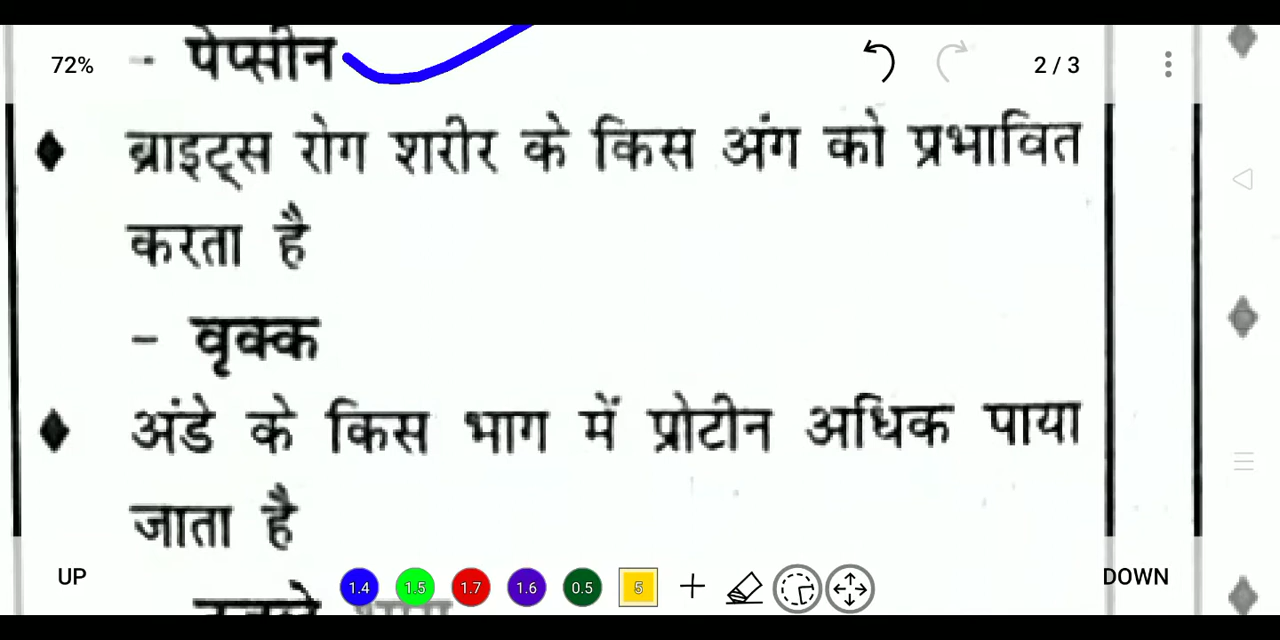 72%
- पेप्सीन
2 / 3
ब्राइट्स रोग शरीर के किस अंग को प्रभावित
करता है
- वृक्क
अंडे के किस भाग में प्रोटीन अधिक पाया
जाता है
UP
1.4 1.5 1.7 1.6 0.5 5
DOWN